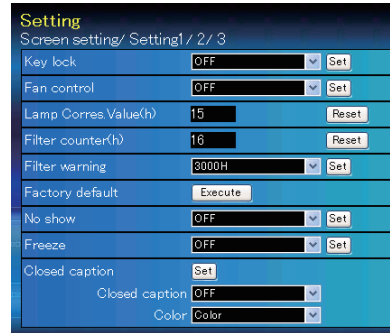 Setting
Screen setting/ Setting1 / 2/ 3
Key lock OFF Set
Fan control OFF Set
Lamp Corres.Value(h) 15 Reset
Filter counter(h) 16 Reset
Filter warning 3000H Set
Factory default Execute
No show OFF Set
Freeze OFF Set
Closed caption Set
Closed caption OFF
Color Color